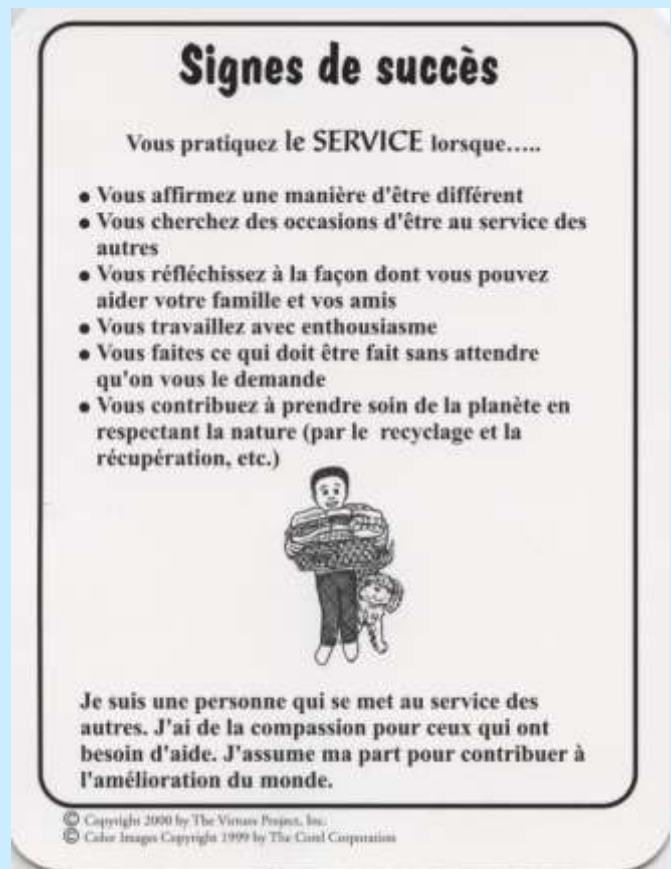 Signes de succès
Vous pratiquez le SERVICE lorsque.....
● Vous affirmez une manière d'être différent
● Vous cherchez des occasions d'être au service des
autres
● Vous réfléchissez à la façon dont vous pouvez
aider votre famille et vos amis
● Vous travaillez avec enthousiasme
● Vous faites ce qui doit être fait sans attendre
qu'on vous le demande
● Vous contribuez à prendre soin de la planète en
respectant la nature (par le recyclage et la
récupération, etc.)
Je suis une personne qui se met au service des
autres. J'ai de la compassion pour ceux qui ont
besoin d'aide. J'assume ma part pour contribuer à
l'amélioration du monde.
© Copyright 2000 by The Virtues Project, Inc.
© Color Images Copyright 1999 by The Corel Corporation